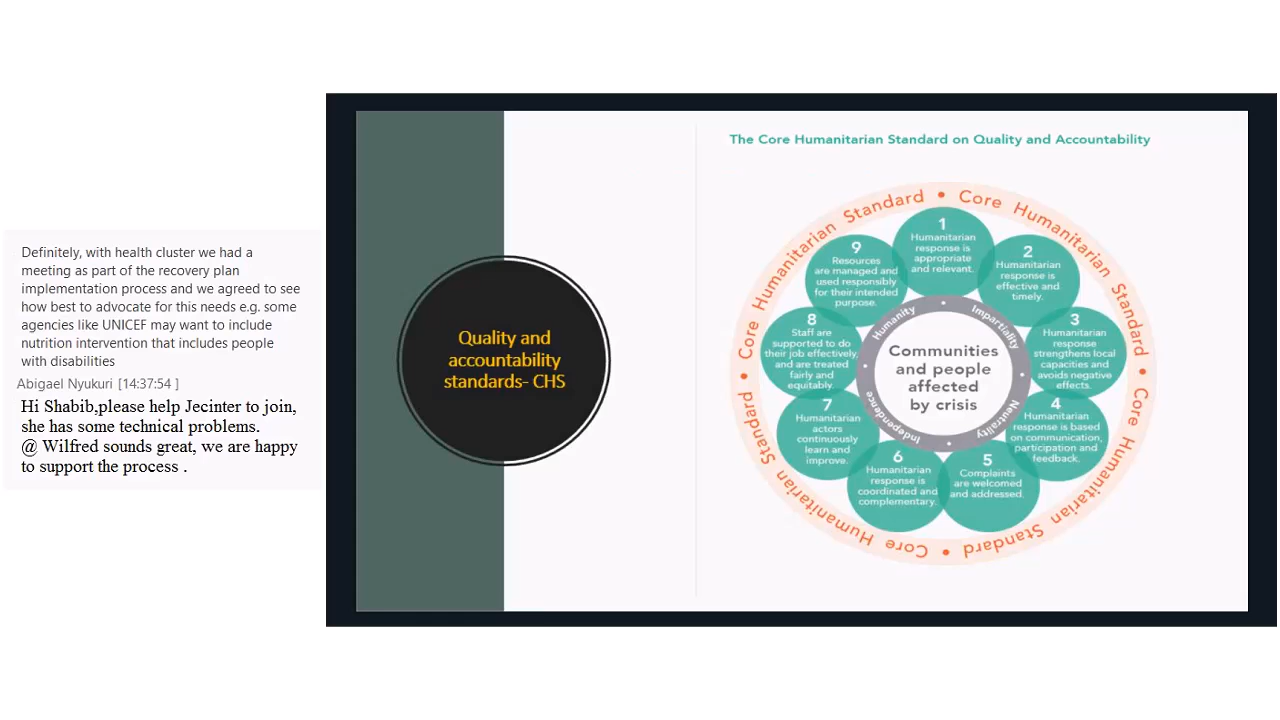 Definitely, with health cluster we had a
meeting as part of the recovery plan
implementation process and we agreed to see
how best to advocate for this needs e.g. some
agencies like UNICEF may want to include
nutrition intervention that includes people
with disabilities
Abigael Nyukuri [14:37:54 ]
Hi Shabib,please help Jecinter to join,
she has some technical problems.
@ Wilfred sounds great, we are happy
to support the process .
Quality and
accountability
standards- CHS
The Core Humanitarian Standard on Quality and Accountability
Core Humanitarian Standard • Core Humanitarian Standard • Core Humanitarian Standard • Core Humanitarian Standard •
1
Humanitarian
response is
appropriate
and relevant.
2
Humanitarian
response is
effective and
timely.
3
Humanitarian
response
strengthens local
capacities and
avoids negative
effects.
4
Humanitarian
response is based
on communication,
participation and
feedback.
5
Complaints
are welcomed
and addressed.
6
Humanitarian
response is
coordinated and
complementary.
7
Humanitarian
actors
continuously
learn and
improve.
8
Staff are
supported to do
their job effectively,
and are treated
fairly and
equitably.
9
Resources
are managed and
used responsibly
for their intended
purpose.
Humanity • Impartiality • Neutrality • Independence •
Communities
and people
affected
by crisis